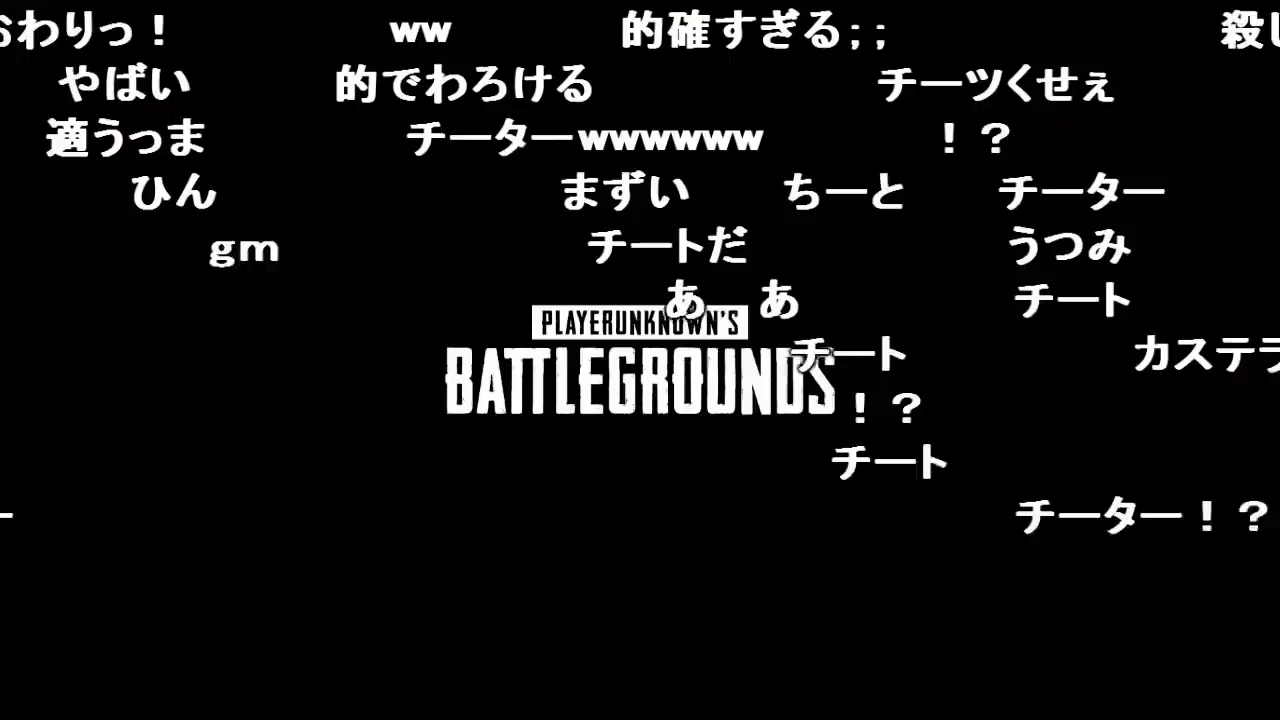 おわりっ！ ww 的確すぎる;; 殺し
やばい 的でわろける チーツくせぇ
適うっま チーターwwwwww ！？
ひん まずい ちーと チーター
gm チートだ うつみ
ああ チート
PLAYERUNKNOWN'S
BATTLEGROUNDS
チート カステラ
！？
チート
ー チーター！？